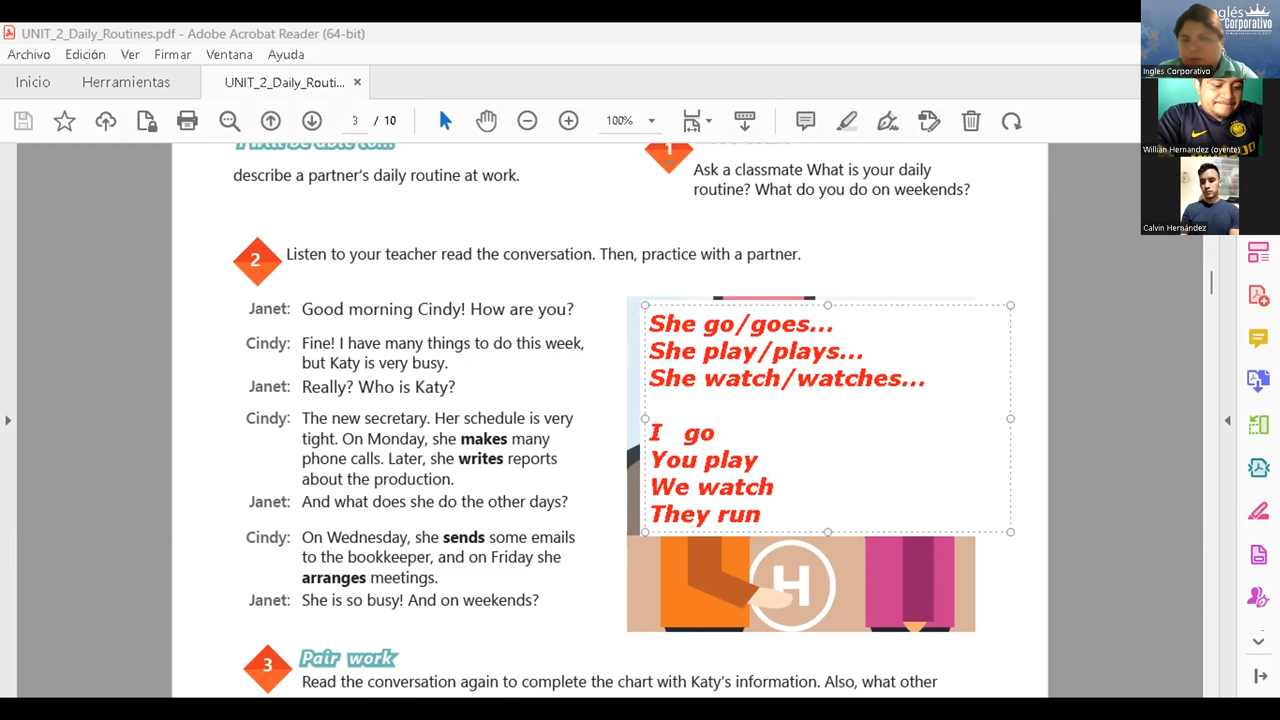 UNIT_2_Daily_Routines.pdf - Adobe Acrobat Reader (64-bit)
Archivo Edición Ver Firmar Ventana Ayuda
Inicio Herramientas UNIT_2_Daily_Routi... ×
3 / 10 100%
describe a partner's daily routine at work.
1
Ask a classmate What is your daily
routine? What do you do on weekends?
2 Listen to your teacher read the conversation. Then, practice with a partner.
Janet: Good morning Cindy! How are you?
Cindy: Fine! I have many things to do this week,
but Katy is very busy.
Janet: Really? Who is Katy?
Cindy: The new secretary. Her schedule is very
tight. On Monday, she makes many
phone calls. Later, she writes reports
about the production.
Janet: And what does she do the other days?
Cindy: On Wednesday, she sends some emails
to the bookkeeper, and on Friday she
arranges meetings.
Janet: She is so busy! And on weekends?
She go/goes...
She play/plays...
She watch/watches...
I go
You play
We watch
They run
H
3 Pair work
Read the conversation again to complete the chart with Katy's information. Also, what other
Inglés Corporativo
Willian Hernandez (oyente)
Calvin Hernández